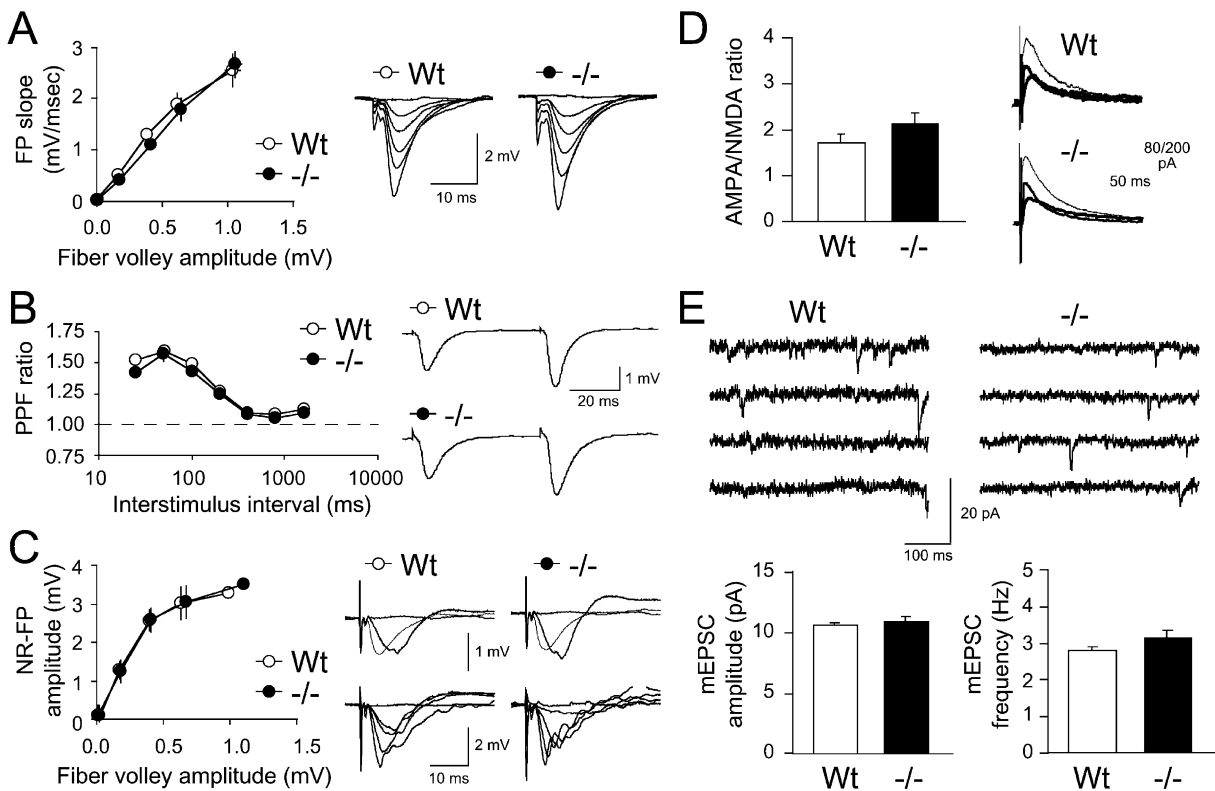 A
FP slope
(mV/msec)
3
2
1
0
0.0 0.5 1.0 1.5
Fiber volley amplitude (mV)
Wt
-/-
Wt
-/-
2 mV
10 ms
B
PPF ratio
1.75
1.50
1.25
1.00
0.75
10 100 1000 10000
Interstimulus interval (ms)
Wt
-/-
Wt
1 mV
20 ms
-/-
C
NR-FP
amplitude (mV)
4
3
2
1
0
0.0 0.5 1.0 1.5
Fiber volley amplitude (mV)
Wt
-/-
Wt
-/-
1 mV
2 mV
10 ms
D
AMPA/NMDA ratio
4
3
2
1
0
Wt -/-
Wt
-/-
80/200
pA
50 ms
E
Wt
-/-
20 pA
100 ms
mEPSC
amplitude (pA)
15
10
5
0
Wt -/-
mEPSC
frequency (Hz)
5
4
3
2
1
0
Wt -/-